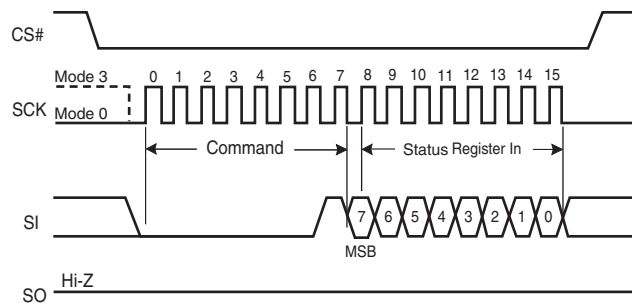 CS#
Mode 3
0 1 2 3 4 5 6 7 8 9 10 11 12 13 14 15
SCK
Mode 0
Command
Status Register In
SI
7 6 5 4 3 2 1 0
MSB
Hi-Z
SO